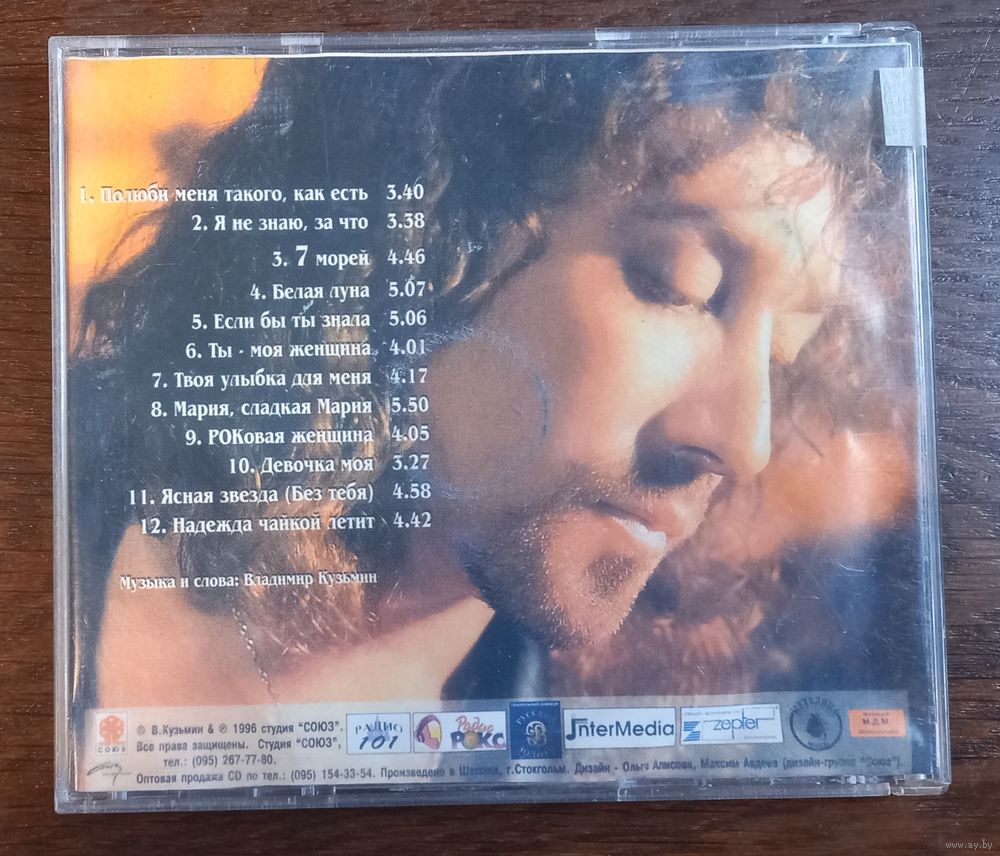 1. Полюби меня такого, как есть 3.40
2. Я не знаю, за что 3.38
3. 7 морей 4.46
4. Белая луна 5.07
5. Если бы ты знала 5.06
6. Ты - моя женщина 4.01
7. Твоя улыбка для меня 4.17
8. Мария, сладкая Мария 5.50
9. РОКовая женщина 4.05
10. Девочка моя 3.27
11. Ясная звезда (Без тебя) 4.58
12. Надежда чайкой летит 4.42
Музыка и слова: Владимир Кузьмин
СОЮЗ
© В.Кузьмин & ℗ 1996 студия "СОЮЗ".
Все права защищены. Студия "СОЮЗ",
тел.: (095) 267-77-80.
Оптовая продажа CD по тел.: (095) 154-33-54. Произведено в Швеции, г.Стокгольм. Дизайн - Ольга Алисова, Максим Авдеев (дизайн-группа "Союз").
РАДИО
101
Радио
РОКС
РУССКОЕ
InterMedia
zepter
М.Д.М.
www.ay.by